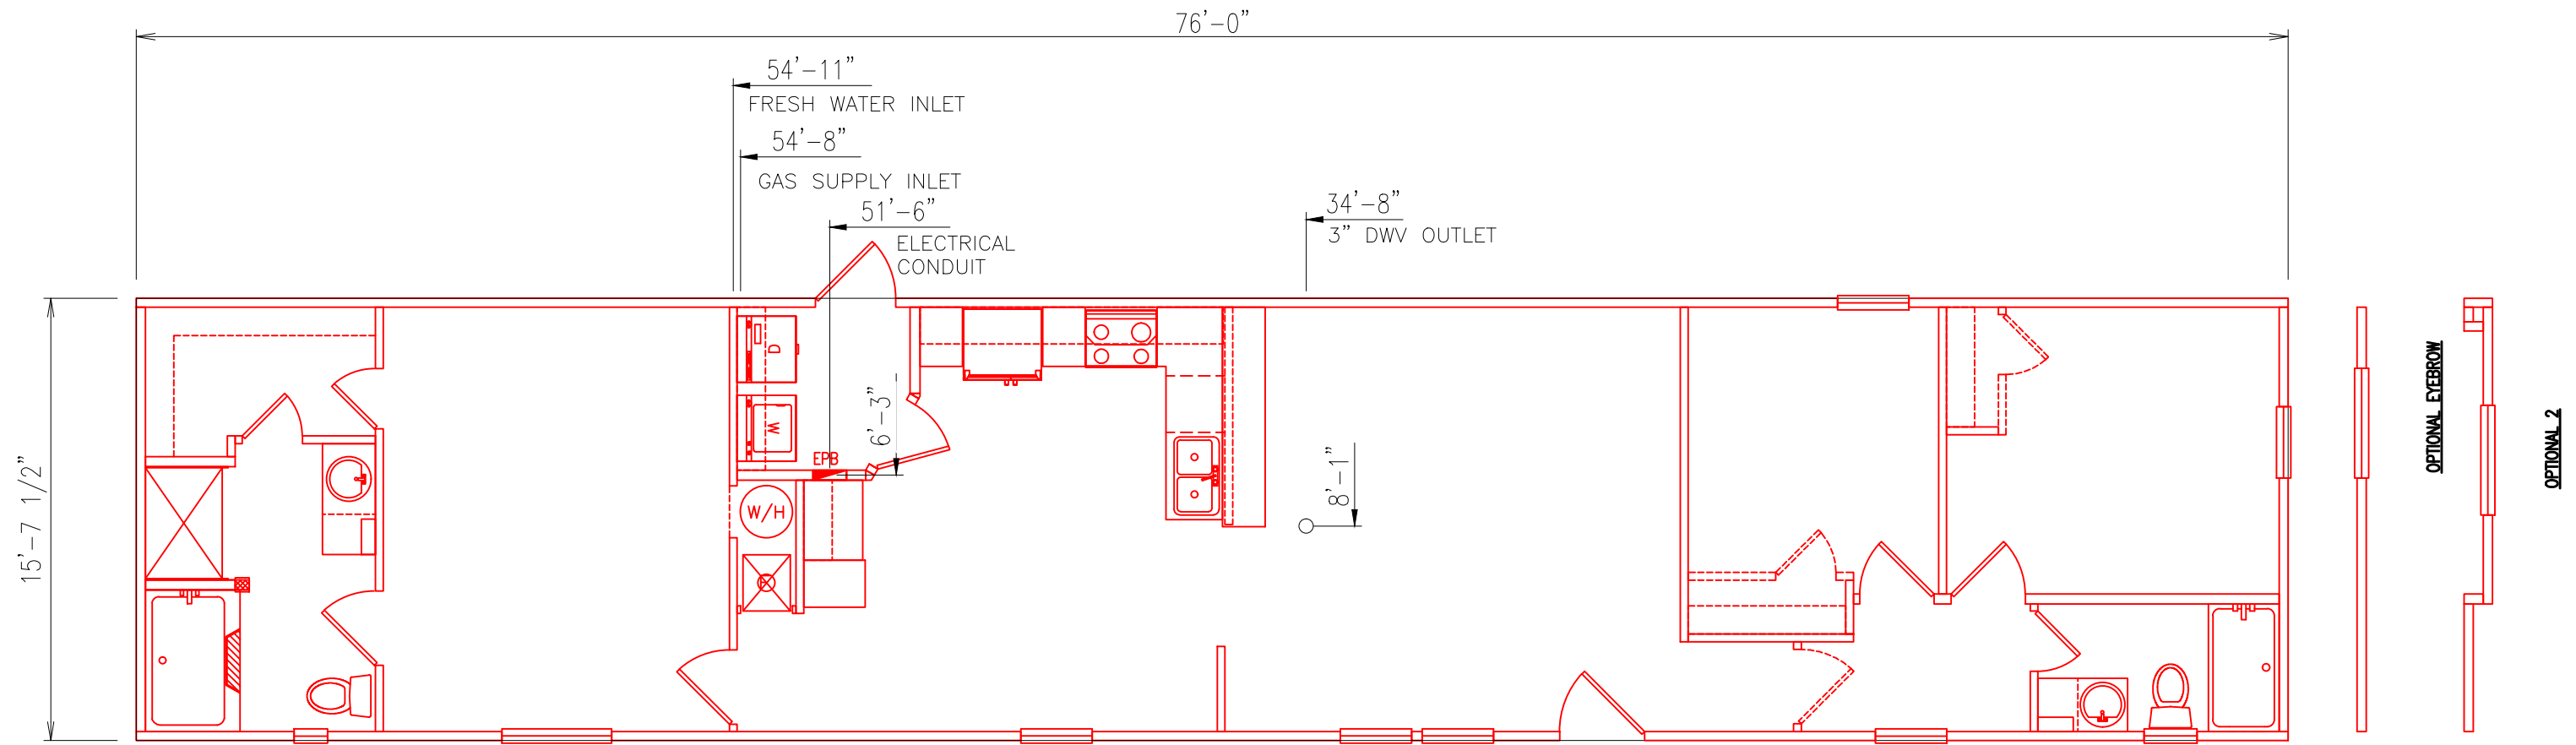 76'-0"
54'-11"
FRESH WATER INLET
54'-8"
GAS SUPPLY INLET
51'-6"
ELECTRICAL
CONDUIT
34'-8"
3" DWV OUTLET
15'-7 1/2"
D
W
6'-3"
EPB
W/H
F
8'-1"
OPTIONAL EYEBROW
OPTIONAL 2